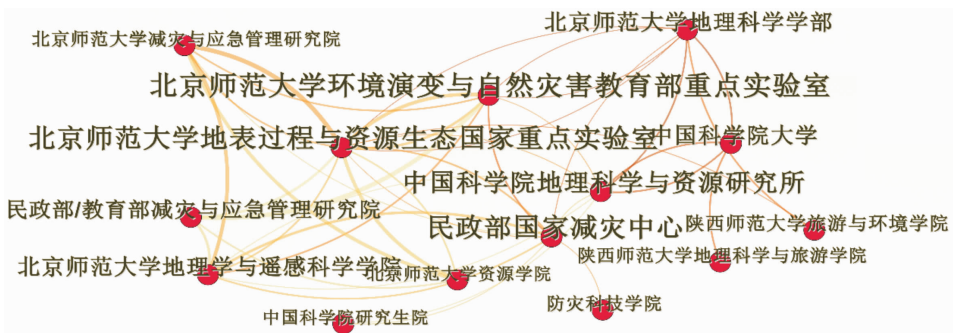 北京师范大学地理科学学部
北京师范大学减灾与应急管理研究院
北京师范大学环境演变与自然灾害教育部重点实验室
北京师范大学地表过程与资源生态国家重点实验室
中国科学院大学
中国科学院地理科学与资源研究所
民政部/教育部减灾与应急管理研究院
民政部国家减灾中心
陕西师范大学旅游与环境学院
陕西师范大学地理科学与旅游学院
北京师范大学地理学与遥感科学学院
北京师范大学资源学院
防灾科技学院
中国科学院研究生院